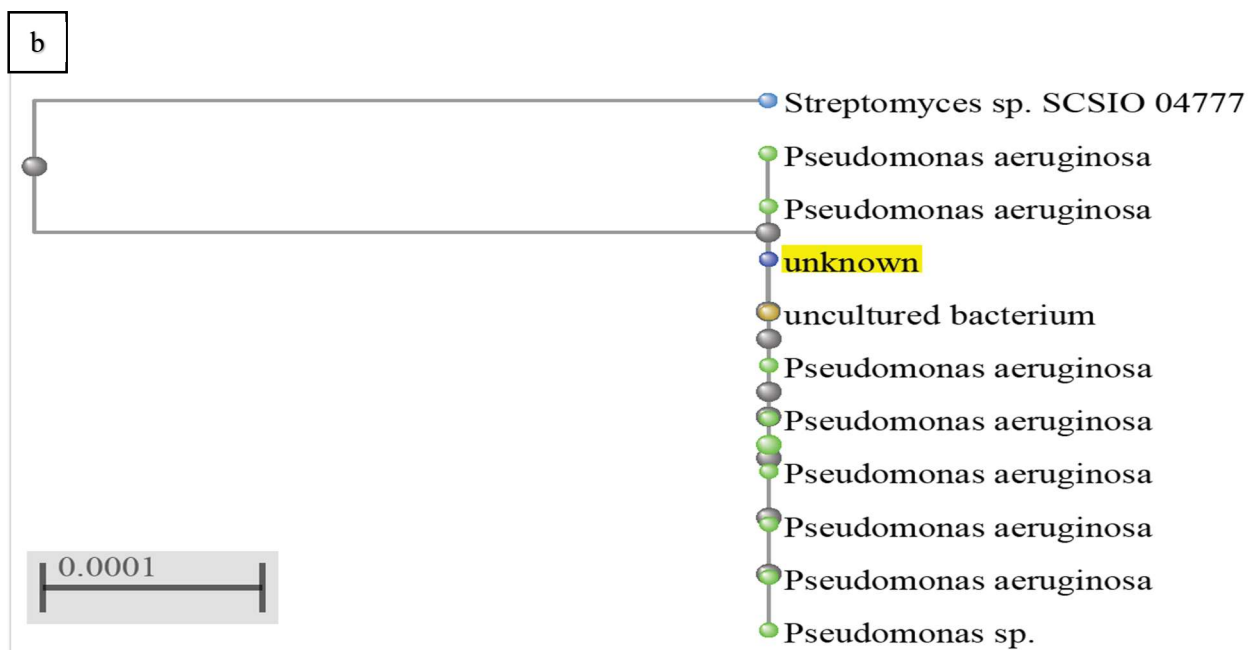 b
Streptomyces sp. SCSIO 04777
Pseudomonas aeruginosa
Pseudomonas aeruginosa
unknown
uncultured bacterium
Pseudomonas aeruginosa
Pseudomonas aeruginosa
Pseudomonas aeruginosa
Pseudomonas aeruginosa
Pseudomonas aeruginosa
Pseudomonas sp.
0.0001